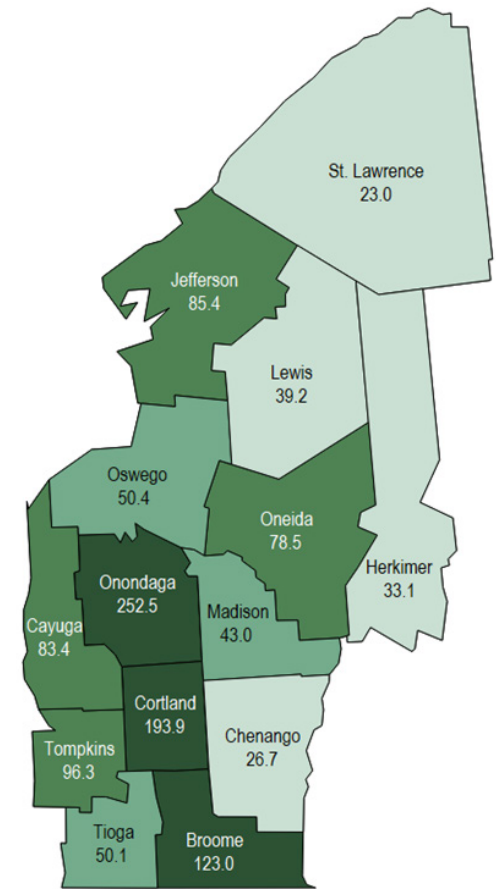 St. Lawrence
23.0
Jefferson
85.4
Lewis
39.2
Oswego
50.4
Oneida
78.5
Herkimer
33.1
Onondaga
252.5
Madison
43.0
Cayuga
83.4
Cortland
193.9
Chenango
26.7
Tompkins
96.3
Tioga
50.1
Broome
123.0